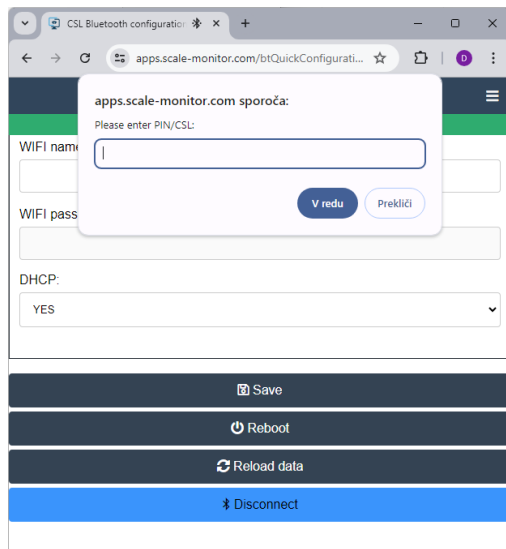 CSL Bluetooth configuration
apps.scale-monitor.com/btQuickConfigurati...
D
apps.scale-monitor.com sporoča:
Please enter PIN/CSL:
V redu
Prekliči
WIFI name
WIFI pass
DHCP:
YES
Save
Reboot
Reload data
Disconnect